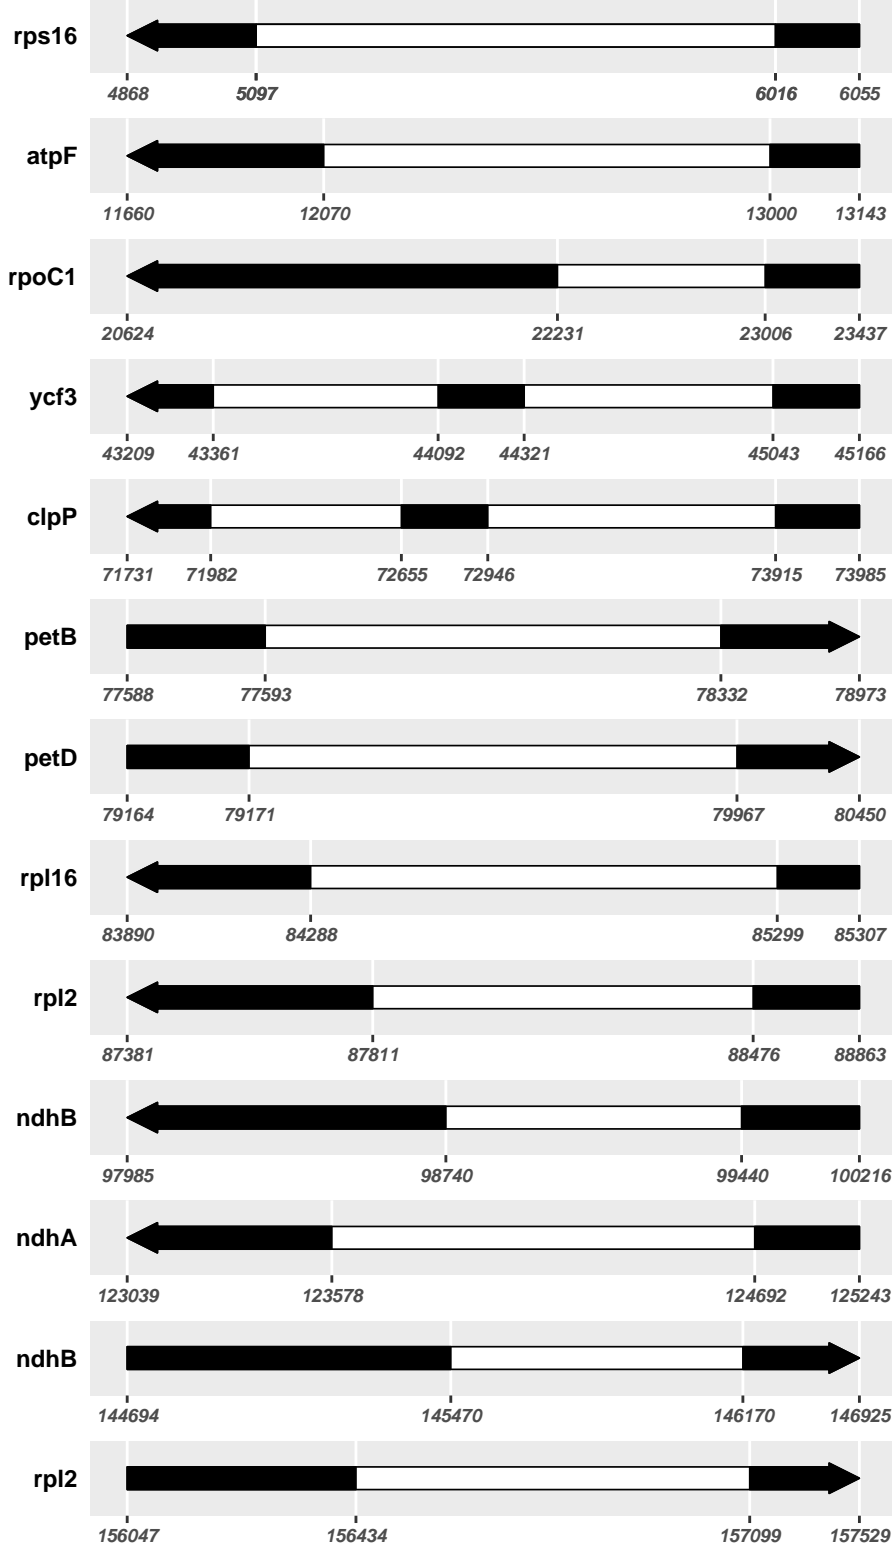 rps16
4868 5097 6016 6055
atpF
11660 12070 13000 13143
rpoC1
20624 22231 23006 23437
ycf3
43209 43361 44092 44321 45043 45166
clpP
71731 71982 72655 72946 73915 73985
petB
77588 77593 78332 78973
petD
79164 79171 79967 80450
rpl16
83890 84288 85299 85307
rpl2
87381 87811 88476 88863
ndhB
97985 98740 99440 100216
ndhA
123039 123578 124692 125243
ndhB
144694 145470 146170 146925
rpl2
156047 156434 157099 157529